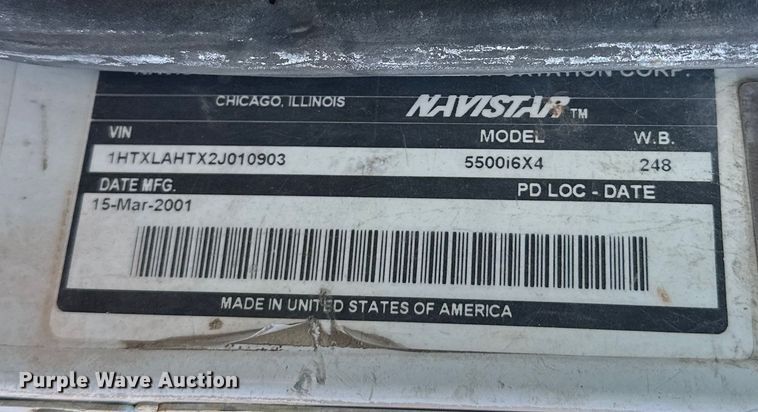 CORP.
CHICAGO, ILLINOIS NAVISTAR TM
VIN MODEL W.B.
1HTXLAHTX2J010903 5500i6X4 248
DATE MFG. PD LOC - DATE
15-Mar-2001
MADE IN UNITED STATES OF AMERICA
Purple Wave Auction